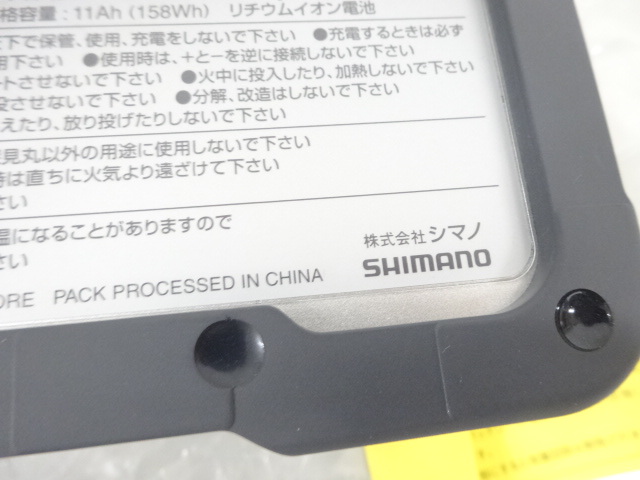 格容量:11Ah (158Wh) リチウムイオン電池
下で保管、使用、充電をしないで下さい ●充電するときは必ず
用下さい ●使用時は、+と−を逆に接続しないで下さい
ートさせないで下さい ●火中に投入したり、加熱しないで下さい
没させないで下さい ●分解、改造はしないで下さい
えたり、放り投げたりしないで下さい
見丸以外の用途に使用しないで下さい
時は直ちに火気より遠ざけて下さい
さい
温になることがありますので
さい
株式会社 シマノ
SHIMANO
ORE PACK PROCESSED IN CHINA